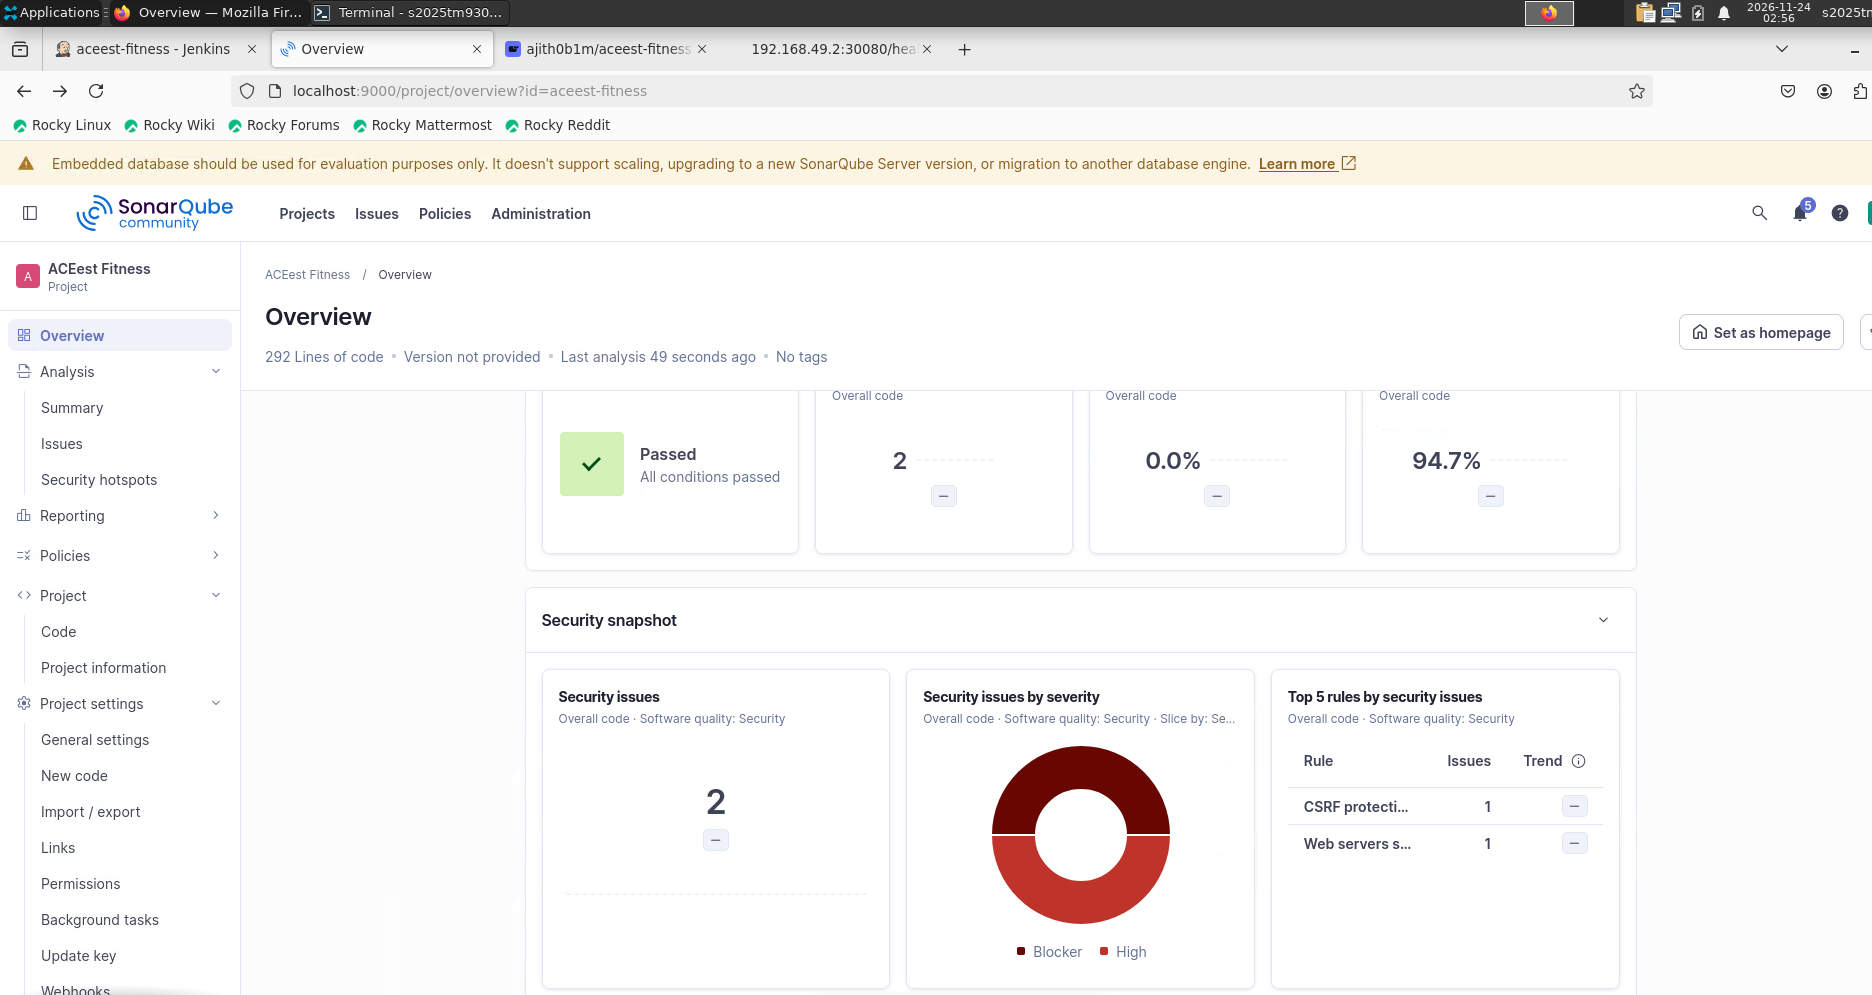 Applications
Overview — Mozilla Fir...
Terminal - s2025tm930...
2026-11-24
02:56
s2025tm
aceest-fitness - Jenkins
Overview
ajith0b1m/aceest-fitness
192.168.49.2:30080/hea
localhost:9000/project/overview?id=aceest-fitness
Rocky Linux
Rocky Wiki
Rocky Forums
Rocky Mattermost
Rocky Reddit
Embedded database should be used for evaluation purposes only. It doesn't support scaling, upgrading to a new SonarQube Server version, or migration to another database engine. Learn more
SonarQube
community
Projects
Issues
Policies
Administration
5
A
ACEest Fitness
Project
Overview
Analysis
Summary
Issues
Security hotspots
Reporting
Policies
Project
Code
Project information
Project settings
General settings
New code
Import / export
Links
Permissions
Background tasks
Update key
Webhooks
ACEest Fitness / Overview
Overview
292 Lines of code • Version not provided • Last analysis 49 seconds ago • No tags
Set as homepage
Passed
All conditions passed
Overall code
2
Overall code
0.0%
Overall code
94.7%
Security snapshot
Security issues
Overall code · Software quality: Security
2
Security issues by severity
Overall code · Software quality: Security · Slice by: Se...
Blocker
High
Top 5 rules by security issues
Overall code · Software quality: Security
Rule Issues Trend
CSRF protecti... 1
Web servers s... 1